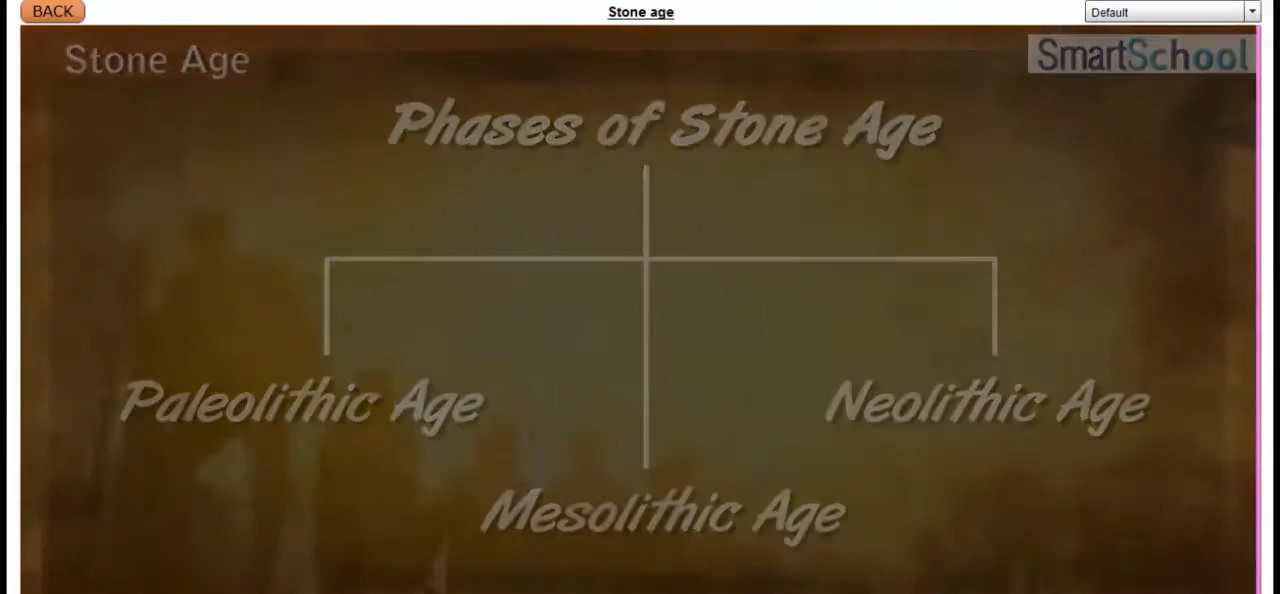 BACK
Stone age
Default
Stone Age
SmartSchool
Phases of Stone Age
Paleolithic Age
Neolithic Age
Mesolithic Age